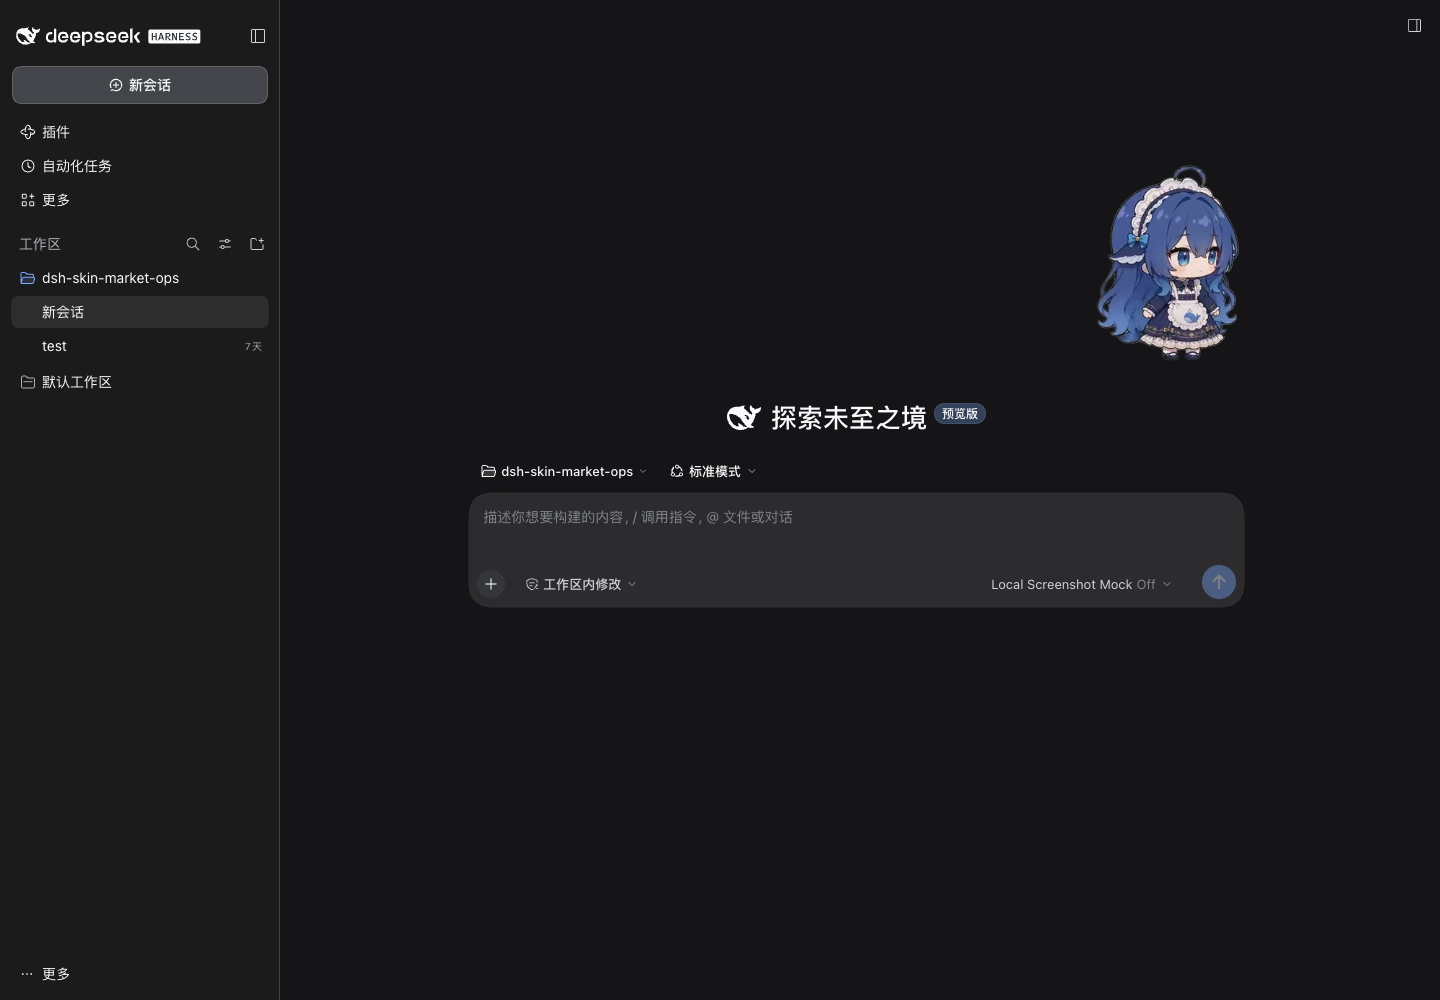 deepseek HARNESS
新会话
插件
自动化任务
更多
工作区
dsh-skin-market-ops
新会话
test 7天
默认工作区
更多
探索未至之境 预览版
dsh-skin-market-ops 标准模式
描述你想要构建的内容, / 调用指令, @ 文件或对话
工作区内修改 Local Screenshot Mock Off